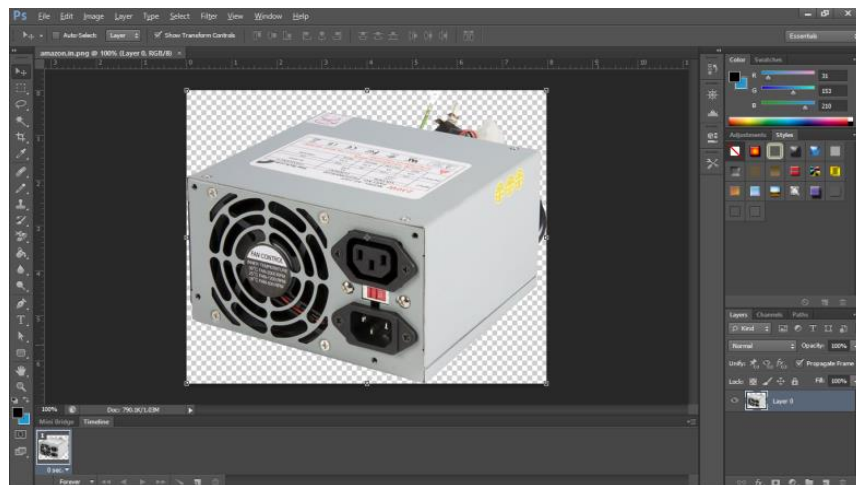 Ps File Edit Image Layer Type Select Filter View Window Help
Auto-Select: Layer Show Transform Controls
Essentials
amazon.in.png @ 100% (Layer 0, RGB/8) ×
Color Swatches
R 31
G 153
B 210
Adjustments Styles
FAN CONTROL
Layers Channels Paths
Kind
Normal Opacity: 100%
Unify: Propagate Frame
Lock: Fill: 100%
Layer 0
100% Doc: 790.1K/1.03M
Mini Bridge Timeline
1
0 sec.
Forever